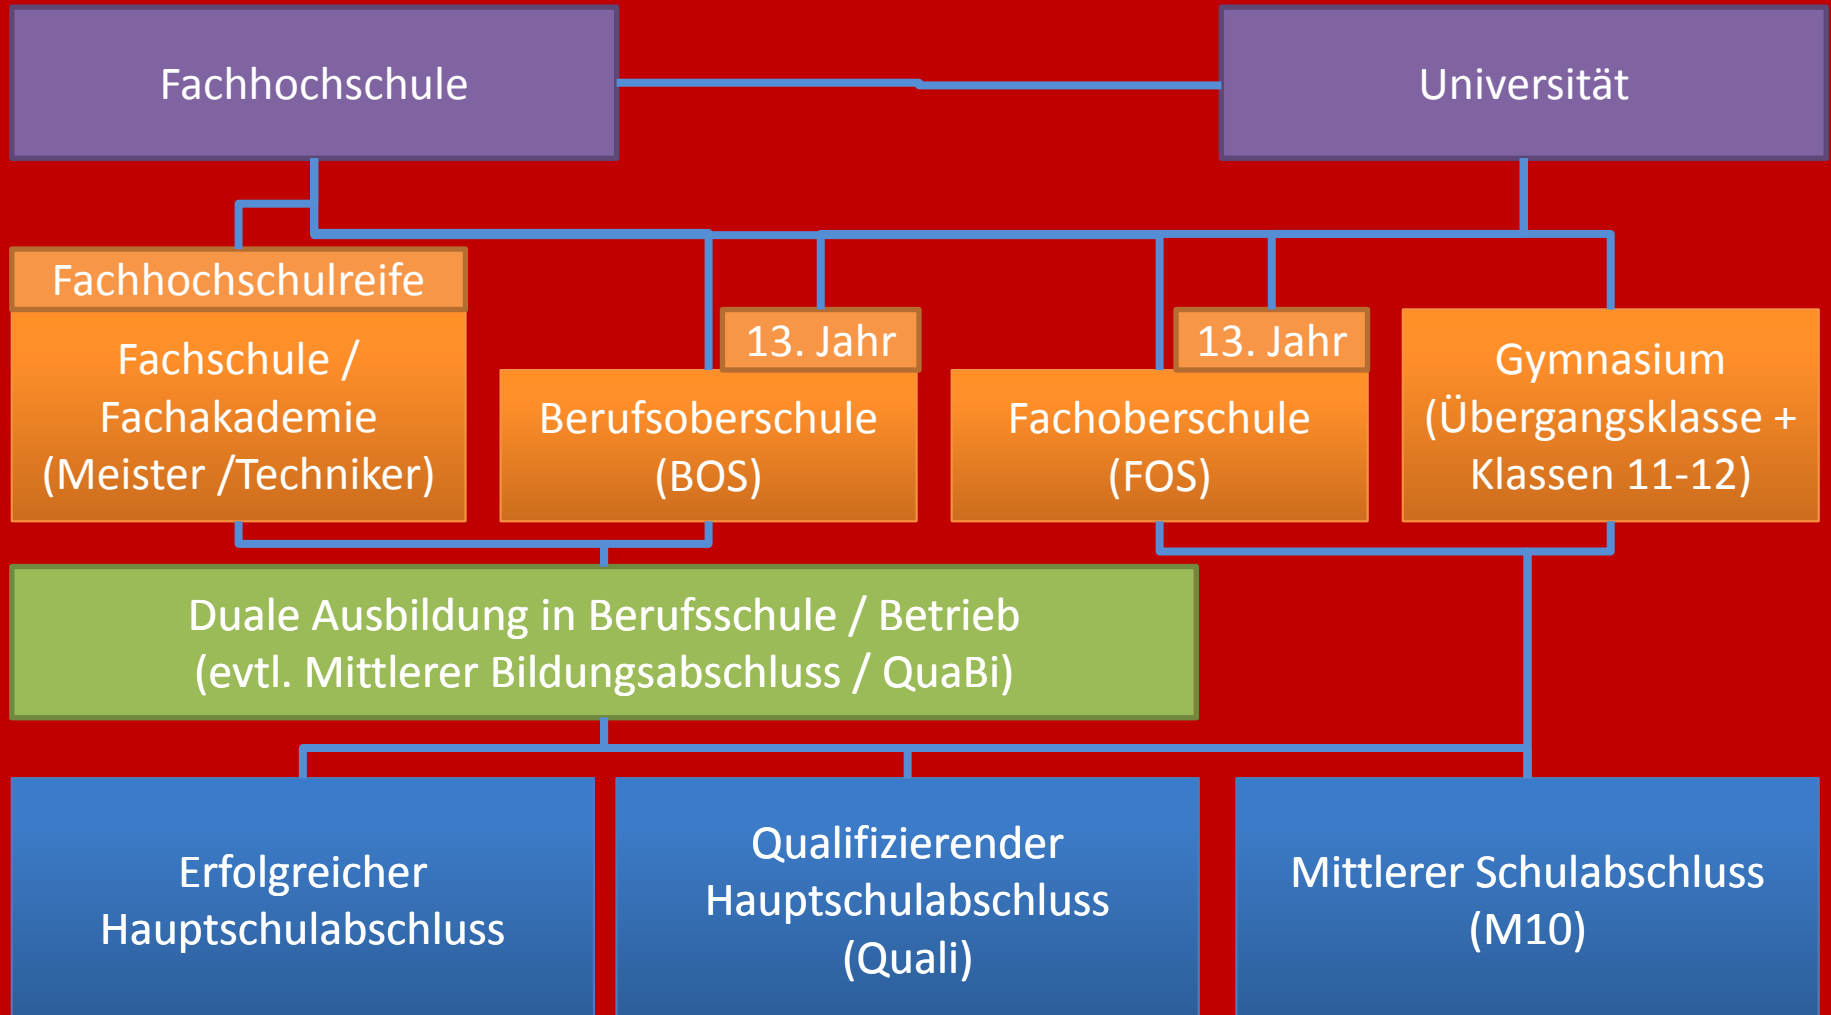 Fachhochschule
Universität
Fachhochschulreife
Fachschule /
Fachakademie
(Meister /Techniker)
13. Jahr
Berufsoberschule
(BOS)
13. Jahr
Fachoberschule
(FOS)
Gymnasium
(Übergangsklasse +
Klassen 11-12)
Duale Ausbildung in Berufsschule / Betrieb
(evtl. Mittlerer Bildungsabschluss / QuaBi)
Erfolgreicher
Hauptschulabschluss
Qualifizierender
Hauptschulabschluss
(Quali)
Mittlerer Schulabschluss
(M10)